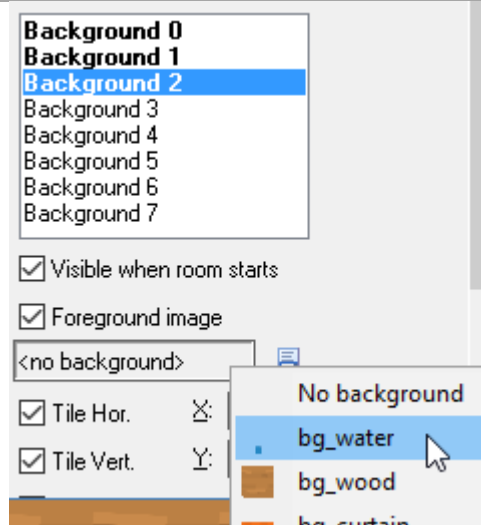 Background 0
Background 1
Background 2
Background 3
Background 4
Background 5
Background 6
Background 7
Visible when room starts
Foreground image
<no background>
No background
Tile Hor. X:
bg_water
Tile Vert. Y:
bg_wood
bg_curtain